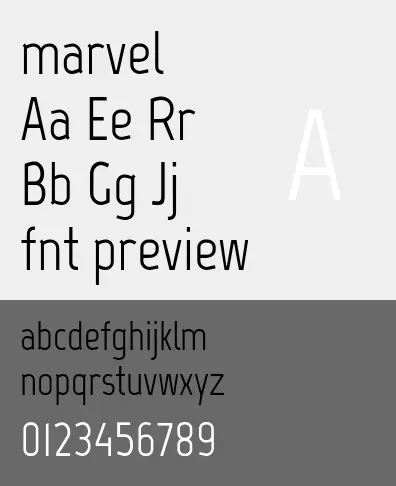 marvel
Aa Ee Rr
A
Bb Gg Jj
fnt preview
abcdefghijklm
nopqrstuvwxyz
0123456789